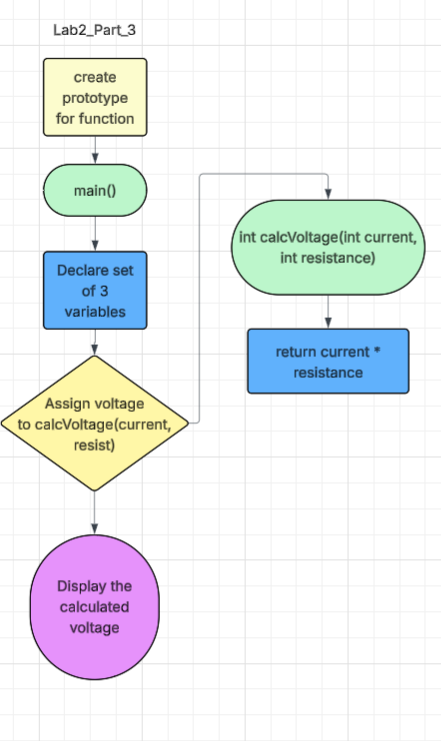 Lab2_Part_3
create
prototype
for function
main()
Declare set
of 3
variables
Assign voltage
to calcVoltage(current,
resist)
Display the
calculated
voltage
int calcVoltage(int current,
int resistance)
return current *
resistance